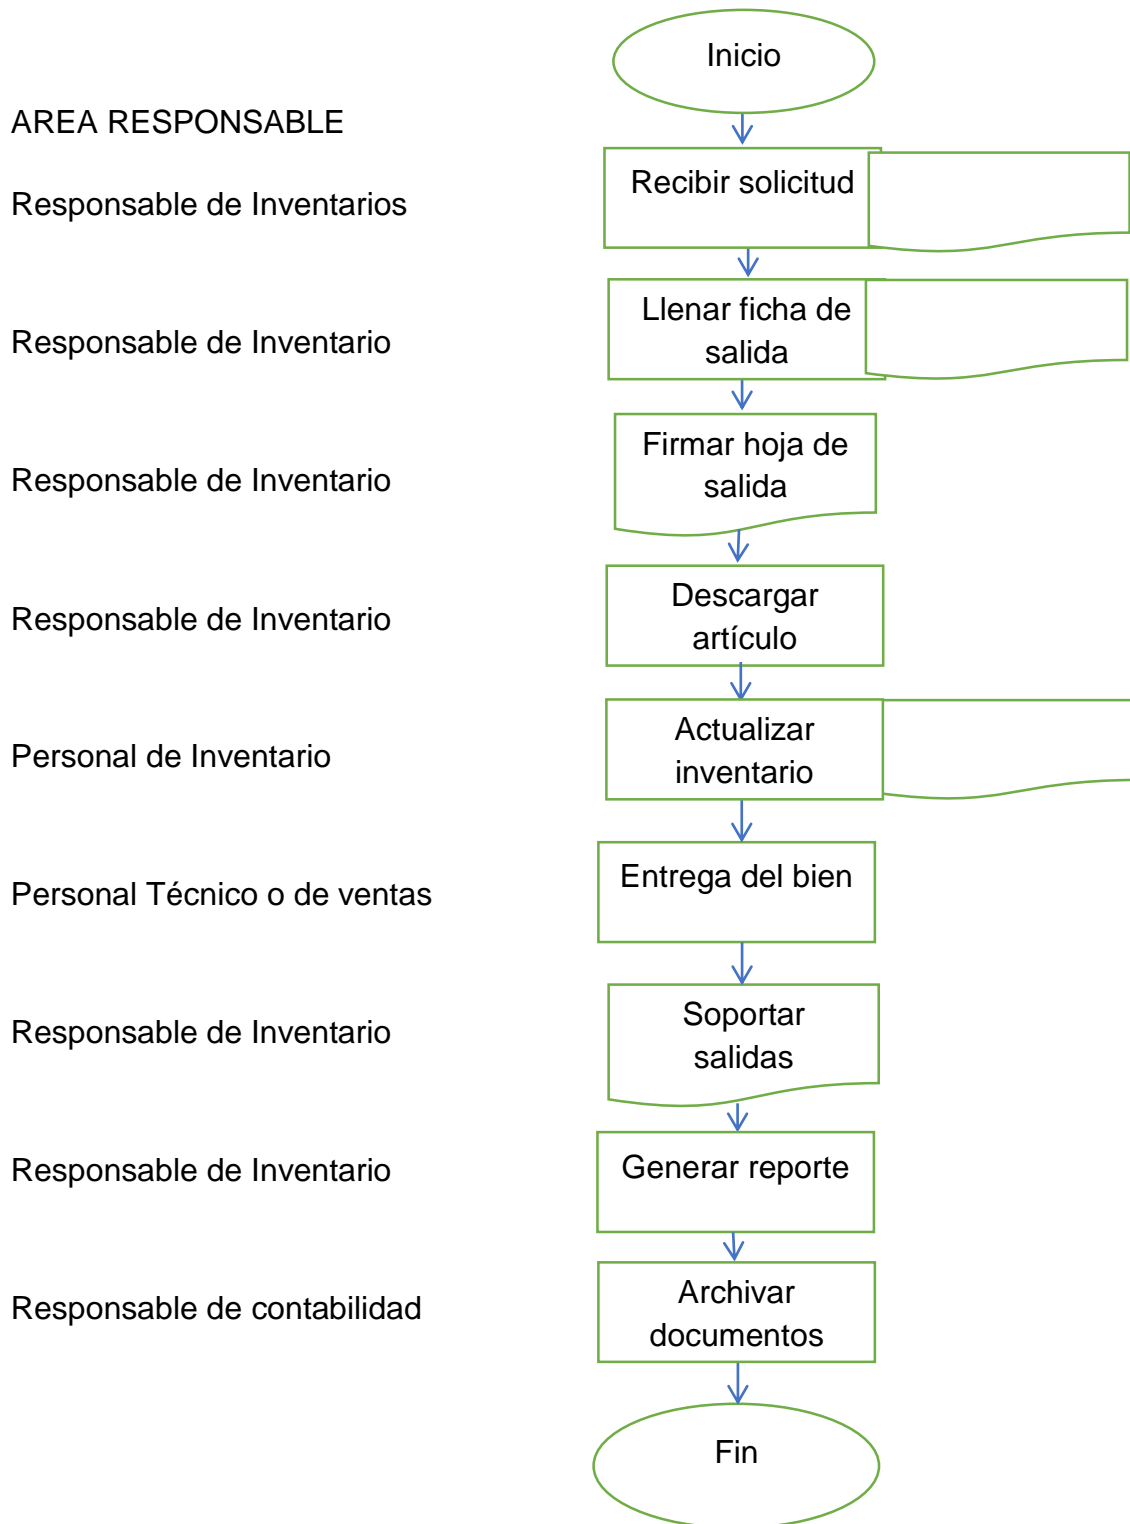 Inicio
AREA RESPONSABLE
Responsable de Inventarios
Recibir solicitud
Responsable de Inventario
Llenar ficha de
salida
Responsable de Inventario
Firmar hoja de
salida
Responsable de Inventario
Descargar
artículo
Personal de Inventario
Actualizar
inventario
Personal Técnico o de ventas
Entrega del bien
Responsable de Inventario
Soportar
salidas
Responsable de Inventario
Generar reporte
Responsable de contabilidad
Archivar
documentos
Fin